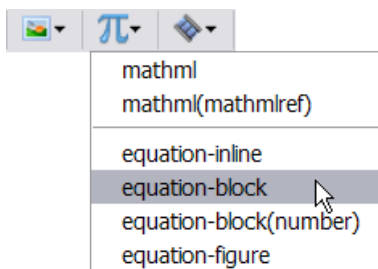 π
mathml
mathml(mathmlref)
equation-inline
equation-block
equation-block(number)
equation-figure